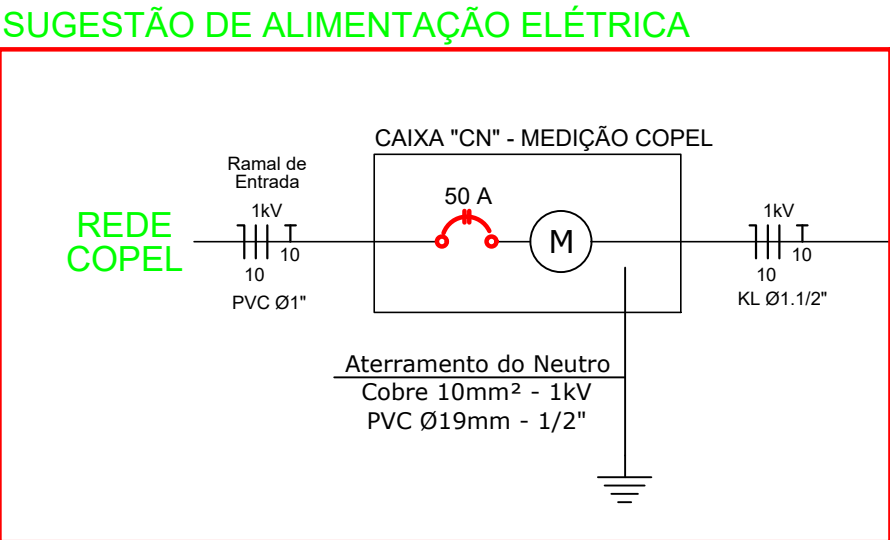 SUGESTÃO DE ALIMENTAÇÃO ELÉTRICA
CAIXA "CN" - MEDIÇÃO COPEL
Ramal de
Entrada
1kV
REDE
COPEL
10
10
PVC Ø1"
50 A
M
1kV
10
10
KL Ø1.1/2"
Aterramento do Neutro
Cobre 10mm² - 1kV
PVC Ø19mm - 1/2"